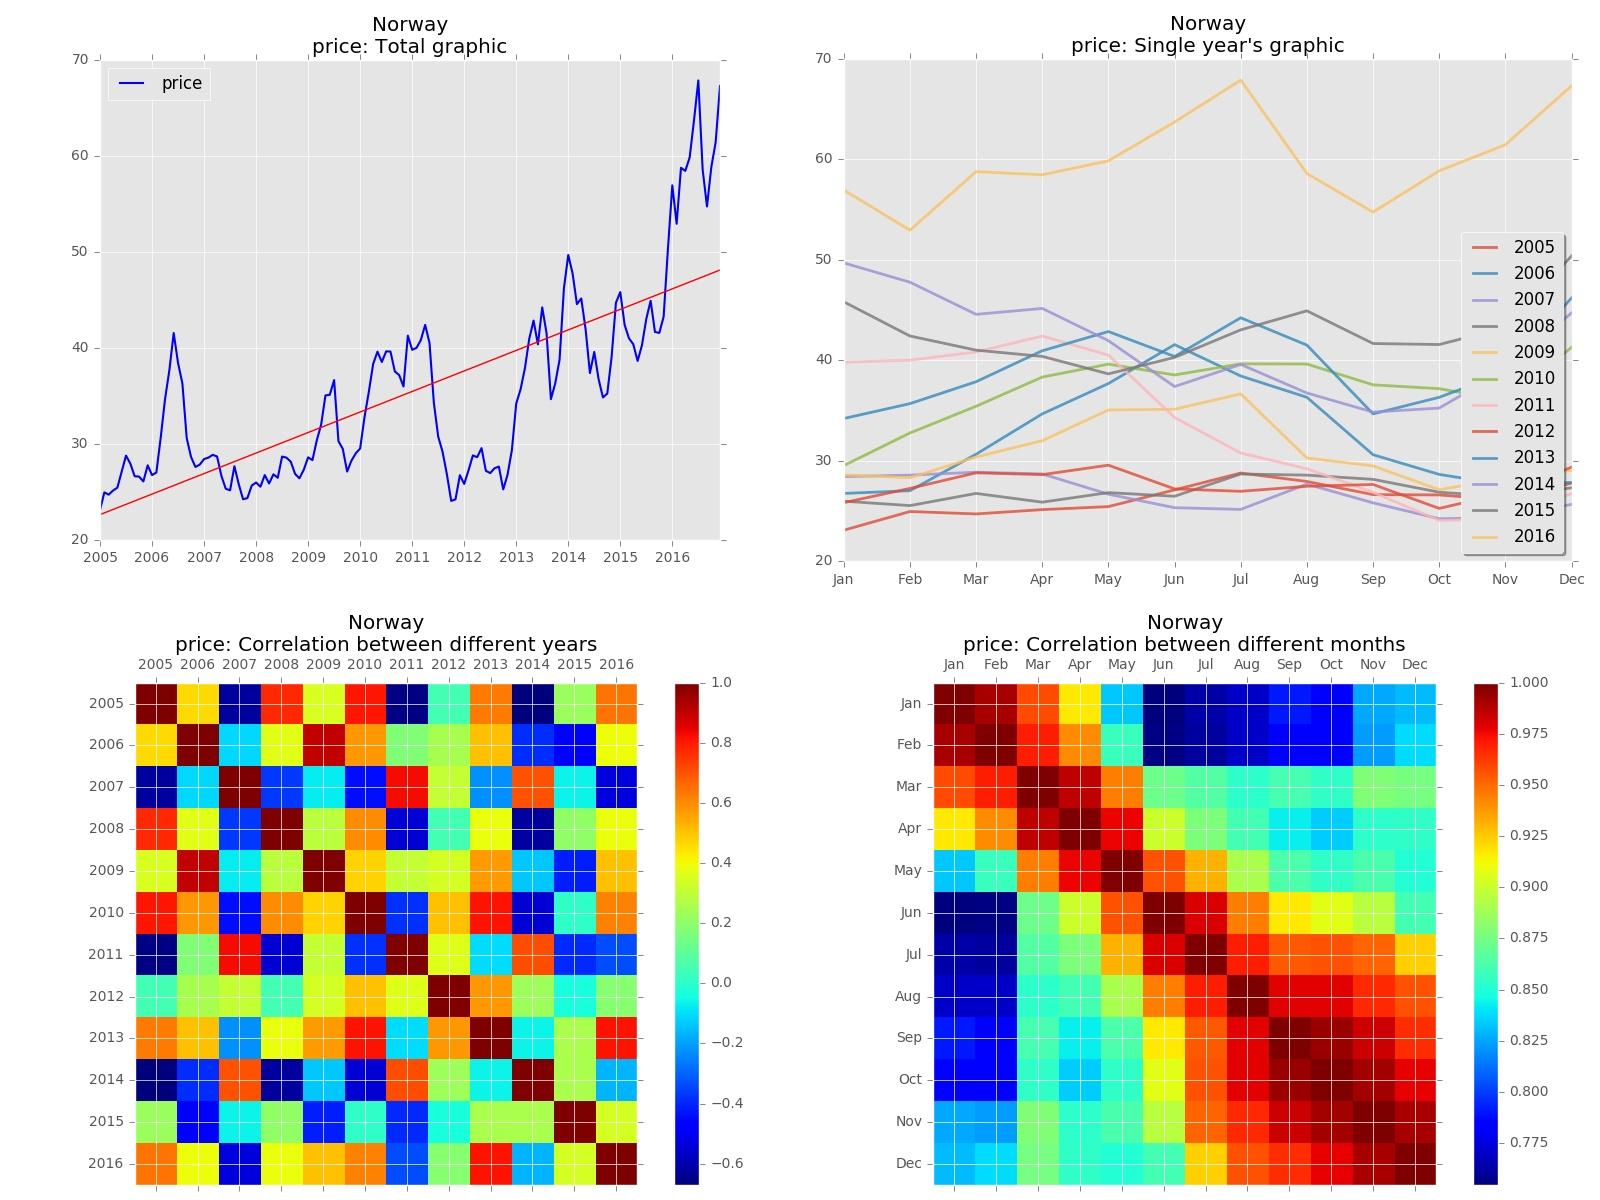 Norway
price: Total graphic
70
60
50
40
30
20
price
2005 2006 2007 2008 2009 2010 2011 2012 2013 2014 2015 2016
Norway
price: Single year's graphic
70
60
50
40
30
20
2005
2006
2007
2008
2009
2010
2011
2012
2013
2014
2015
2016
Jan Feb Mar Apr May Jun Jul Aug Sep Oct Nov Dec
Norway
price: Correlation between different years
2005 2006 2007 2008 2009 2010 2011 2012 2013 2014 2015 2016
2005
2006
2007
2008
2009
2010
2011
2012
2013
2014
2015
2016
1.0
0.8
0.6
0.4
0.2
0.0
−0.2
−0.4
−0.6
Norway
price: Correlation between different months
Jan Feb Mar Apr May Jun Jul Aug Sep Oct Nov Dec
Jan
Feb
Mar
Apr
May
Jun
Jul
Aug
Sep
Oct
Nov
Dec
1.000
0.975
0.950
0.925
0.900
0.875
0.850
0.825
0.800
0.775